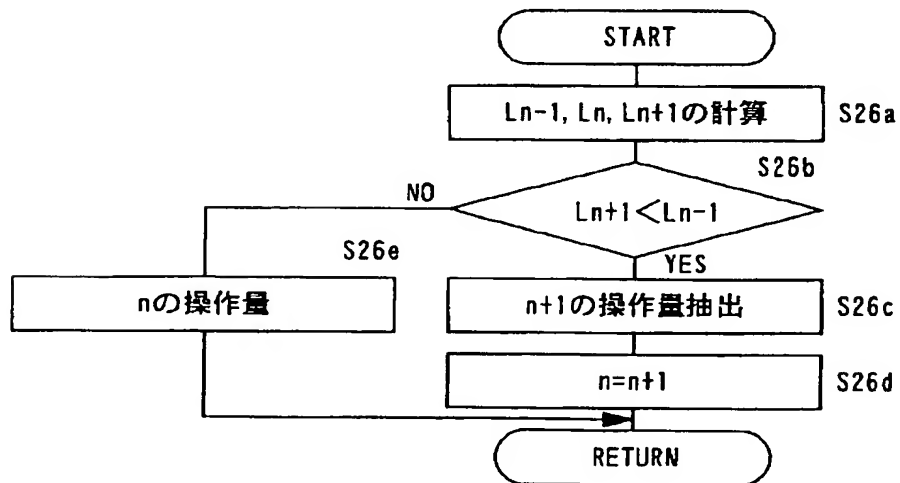 START
Ln-1, Ln, Ln+1の計算 S26a
S26b
NO
Ln+1<Ln-1
S26e
YES
nの操作量
n+1の操作量抽出 S26c
n=n+1 S26d
RETURN